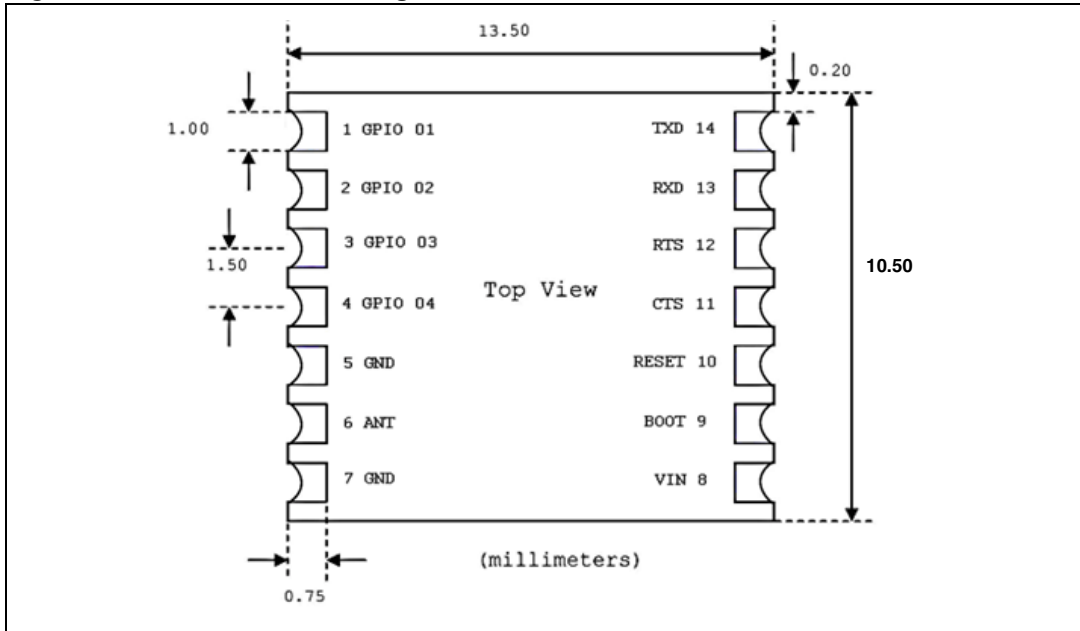 13.50
0.20
1.00
1 GPIO 01
TXD 14
2 GPIO 02
RXD 13
3 GPIO 03
RTS 12
1.50
10.50
Top View
4 GPIO 04
CTS 11
5 GND
RESET 10
6 ANT
BOOT 9
7 GND
VIN 8
(millimeters)
0.75